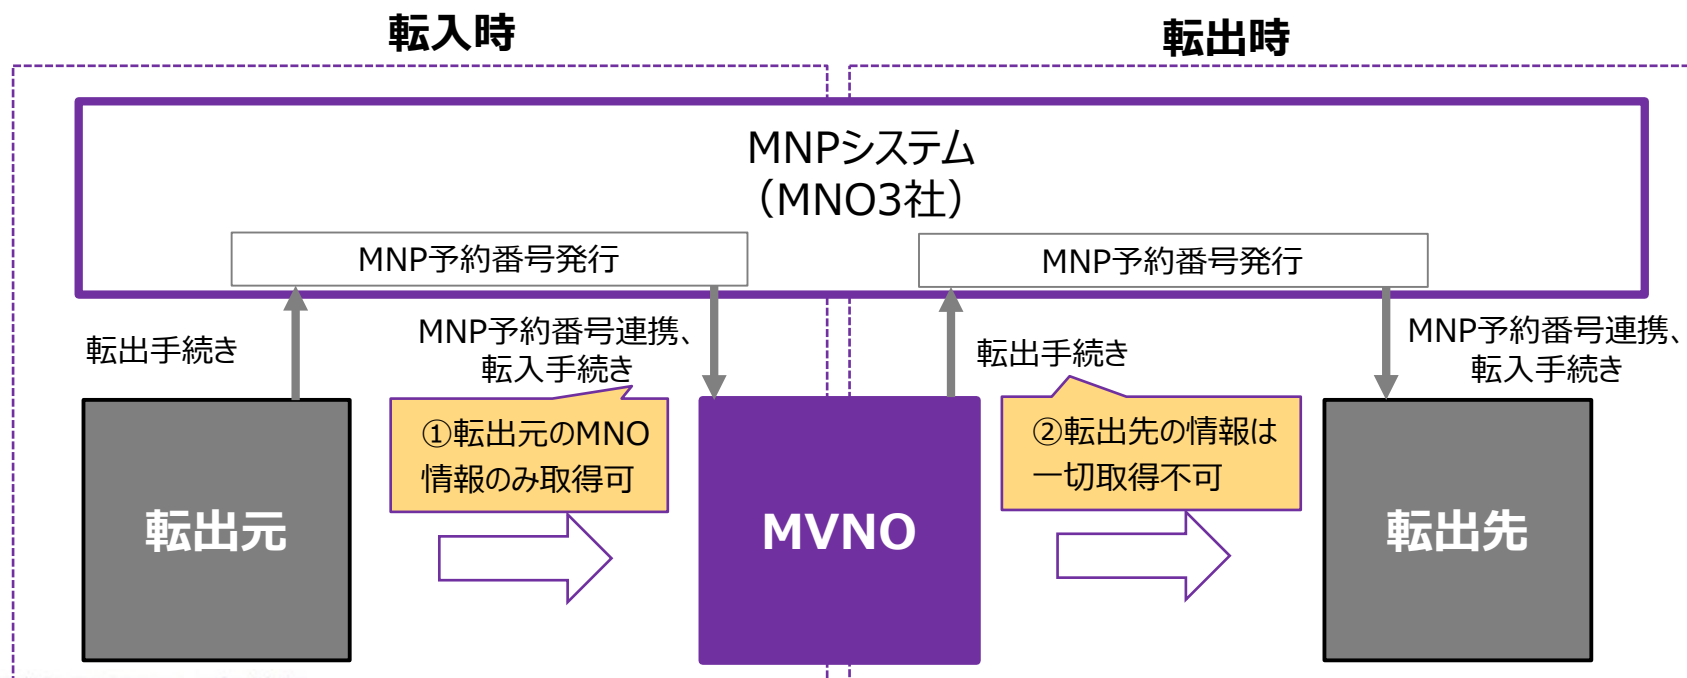 転入時
転出時
MNPシステム
（MNO3社）
MNP予約番号発行
MNP予約番号発行
転出手続き
MNP予約番号連携、
転入手続き
転出手続き
MNP予約番号連携、
転入手続き
①転出元のMNO
情報のみ取得可
②転出先の情報は
一切取得不可
転出元
MVNO
転出先